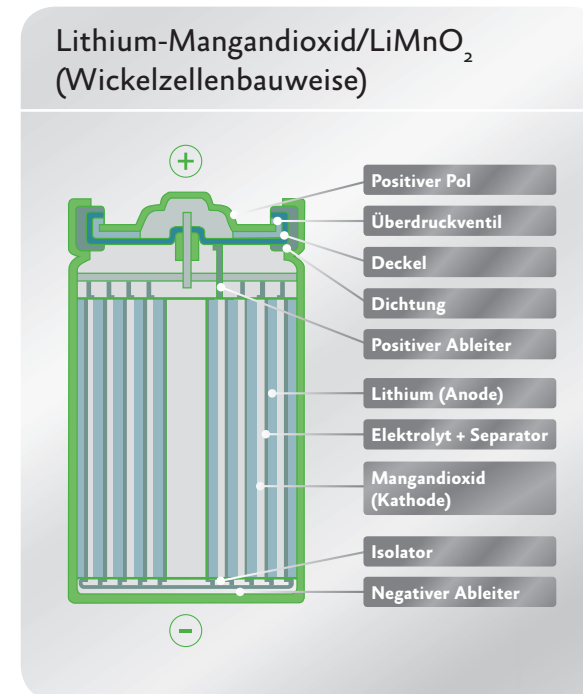 Lithium-Mangandioxid/LiMnO₂
(Wickelzellenbauweise)
+
Positiver Pol
Überdruckventil
Deckel
Dichtung
Positiver Ableiter
Lithium (Anode)
Elektrolyt + Separator
Mangandioxid
(Kathode)
Isolator
Negativer Ableiter
−